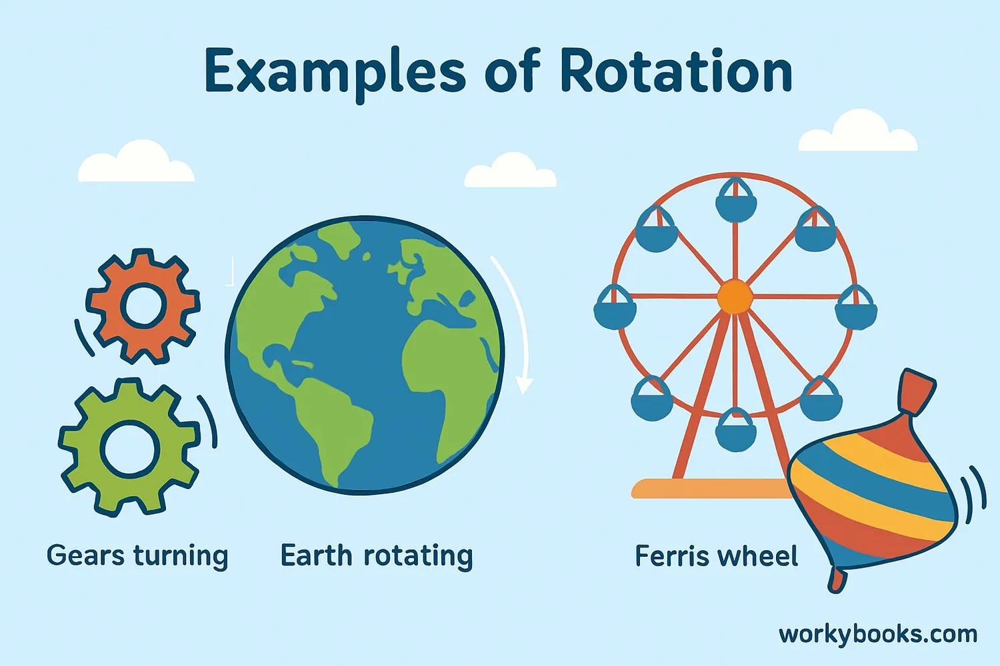 Examples of Rotation
Gears turning
Earth rotating
Ferris wheel
workybooks.com